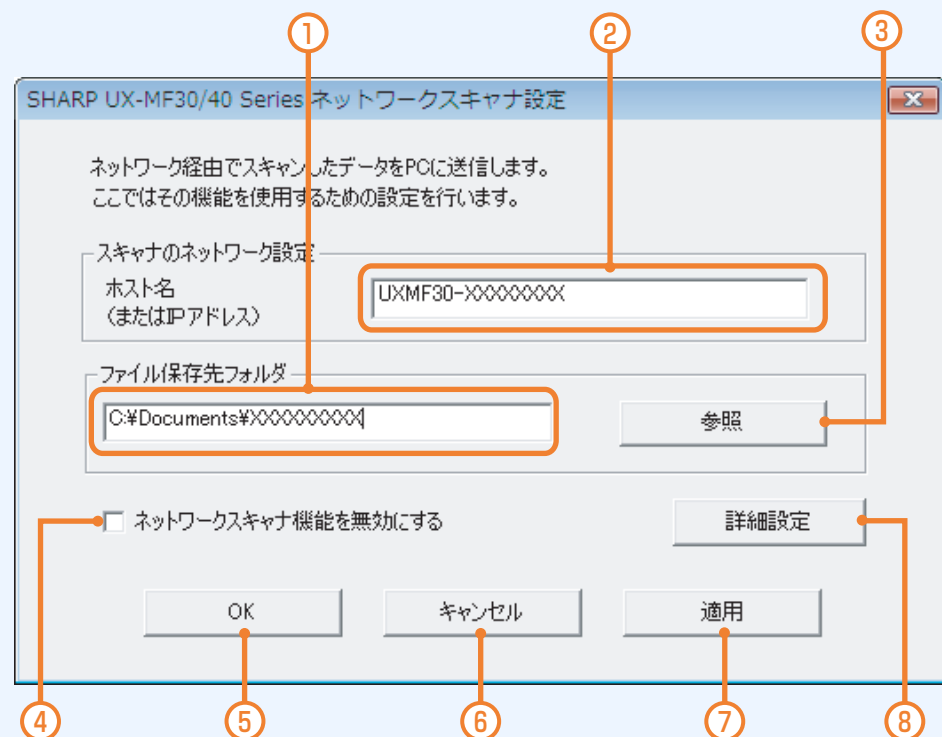 ① ② ③
SHARP UX-MF30/40 Series ネットワークスキャナ設定
ネットワーク経由でスキャンしたデータをPCに送信します。
ここではその機能を使用するための設定を行います。
スキャナのネットワーク設定
ホスト名
(またはIPアドレス)
UXMF30-XXXXXXXXX
ファイル保存先フォルダ
C:¥Documents¥XXXXXXXXXX
参照
ネットワークスキャナ機能を無効にする
詳細設定
OK キャンセル 適用
④ ⑤ ⑥ ⑦ ⑧